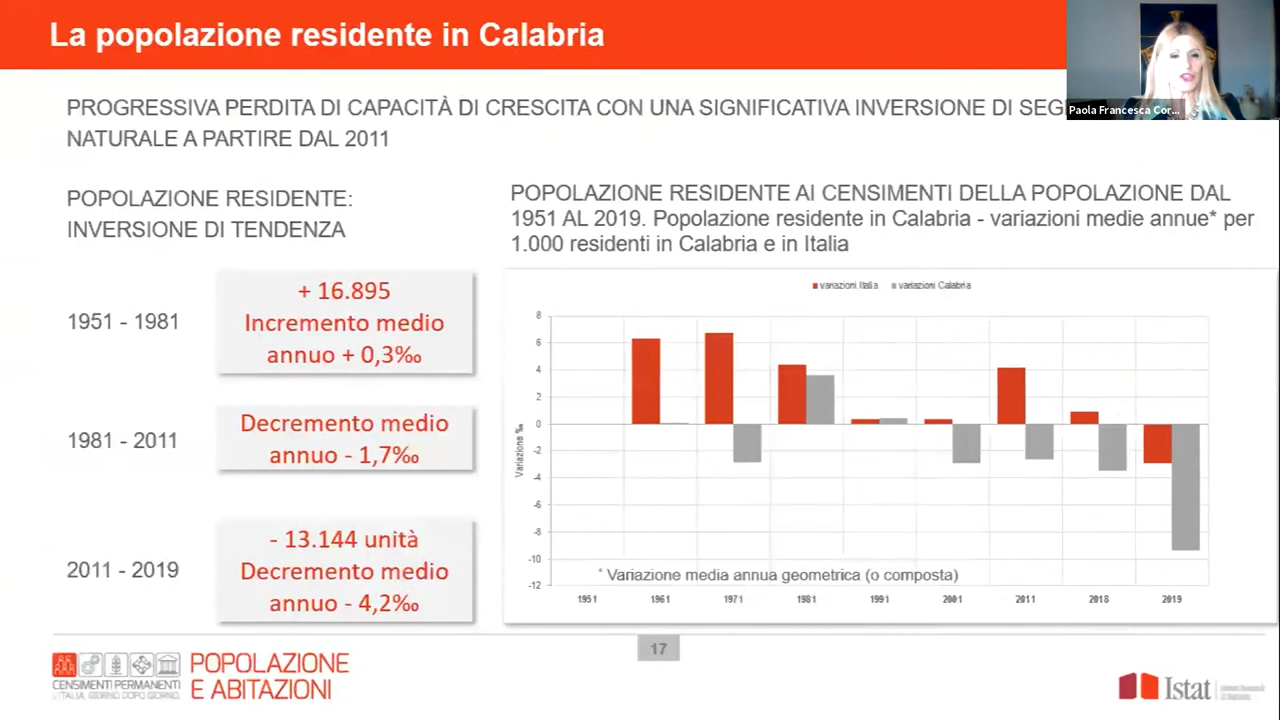 La popolazione residente in Calabria
Paola Francesca Cor...
PROGRESSIVA PERDITA DI CAPACITÀ DI CRESCITA CON UNA SIGNIFICATIVA INVERSIONE DI SEG
NATURALE A PARTIRE DAL 2011
POPOLAZIONE RESIDENTE:
INVERSIONE DI TENDENZA
1951 - 1981
+ 16.895
Incremento medio
annuo + 0,3‰
1981 - 2011
Decremento medio
annuo - 1,7‰
2011 - 2019
- 13.144 unità
Decremento medio
annuo - 4,2‰
POPOLAZIONE RESIDENTE AI CENSIMENTI DELLA POPOLAZIONE DAL
1951 AL 2019. Popolazione residente in Calabria - variazioni medie annue* per
1.000 residenti in Calabria e in Italia
variazioni Italia variazioni Calabria
Variazione ‰
8
6
4
2
0
-2
-4
-6
-8
-10
-12
* Variazione media annua geometrica (o composta)
1951 1961 1971 1981 1991 2001 2011 2018 2019
17
CENSIMENTI PERMANENTI
L'ITALIA, GIORNO DOPO GIORNO.
POPOLAZIONE
E ABITAZIONI
Istat